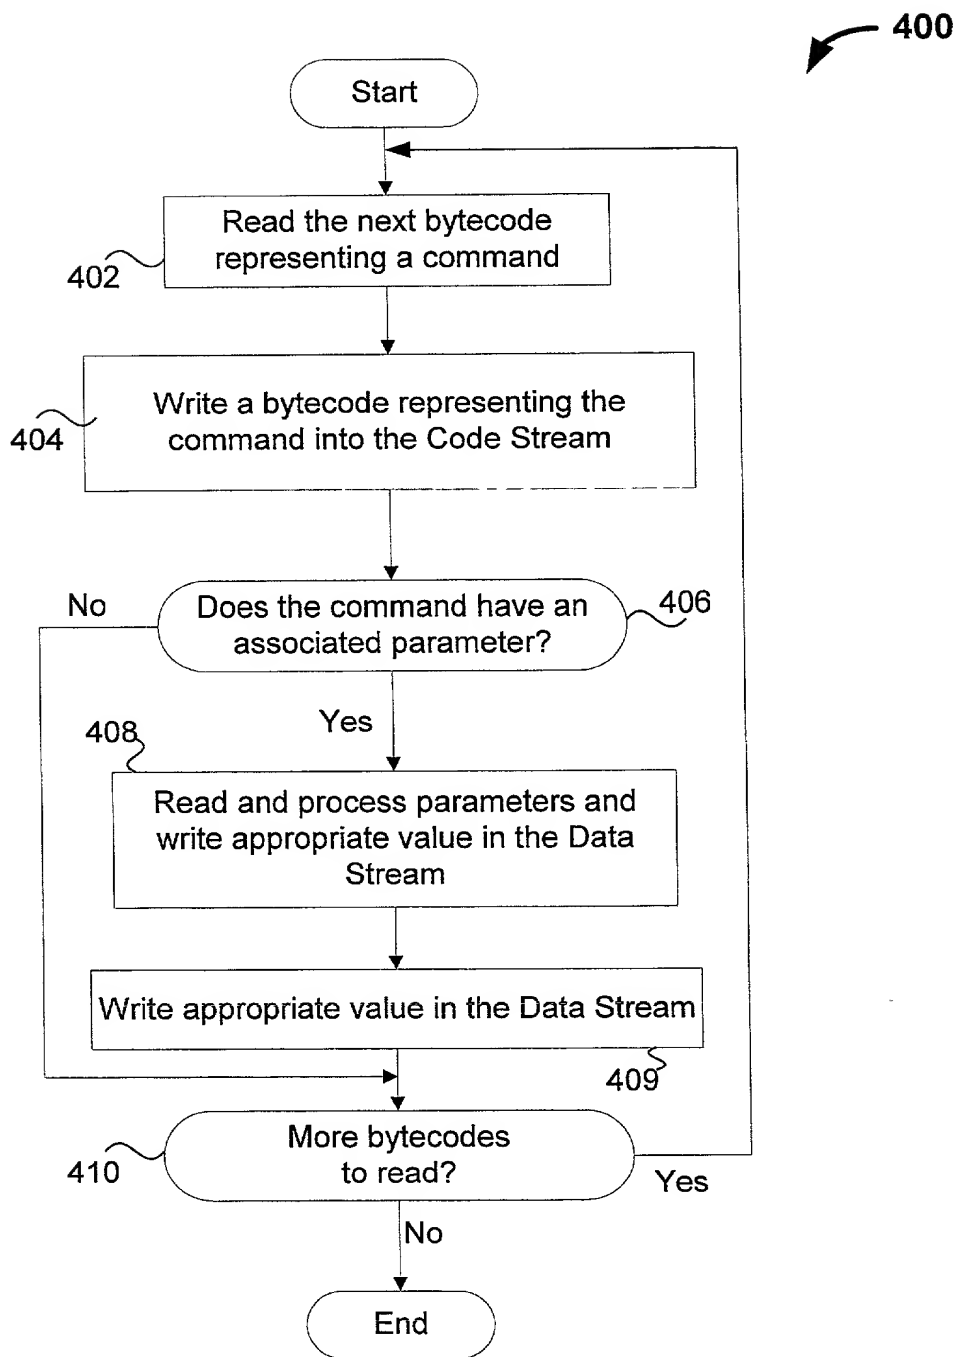 400
Start
Read the next bytecode
representing a command
402
Write a bytecode representing the
command into the Code Stream
404
No
Does the command have an
associated parameter?
406
Yes
408
Read and process parameters and
write appropriate value in the Data
Stream
Write appropriate value in the Data Stream
409
More bytecodes
to read?
410
Yes
No
End